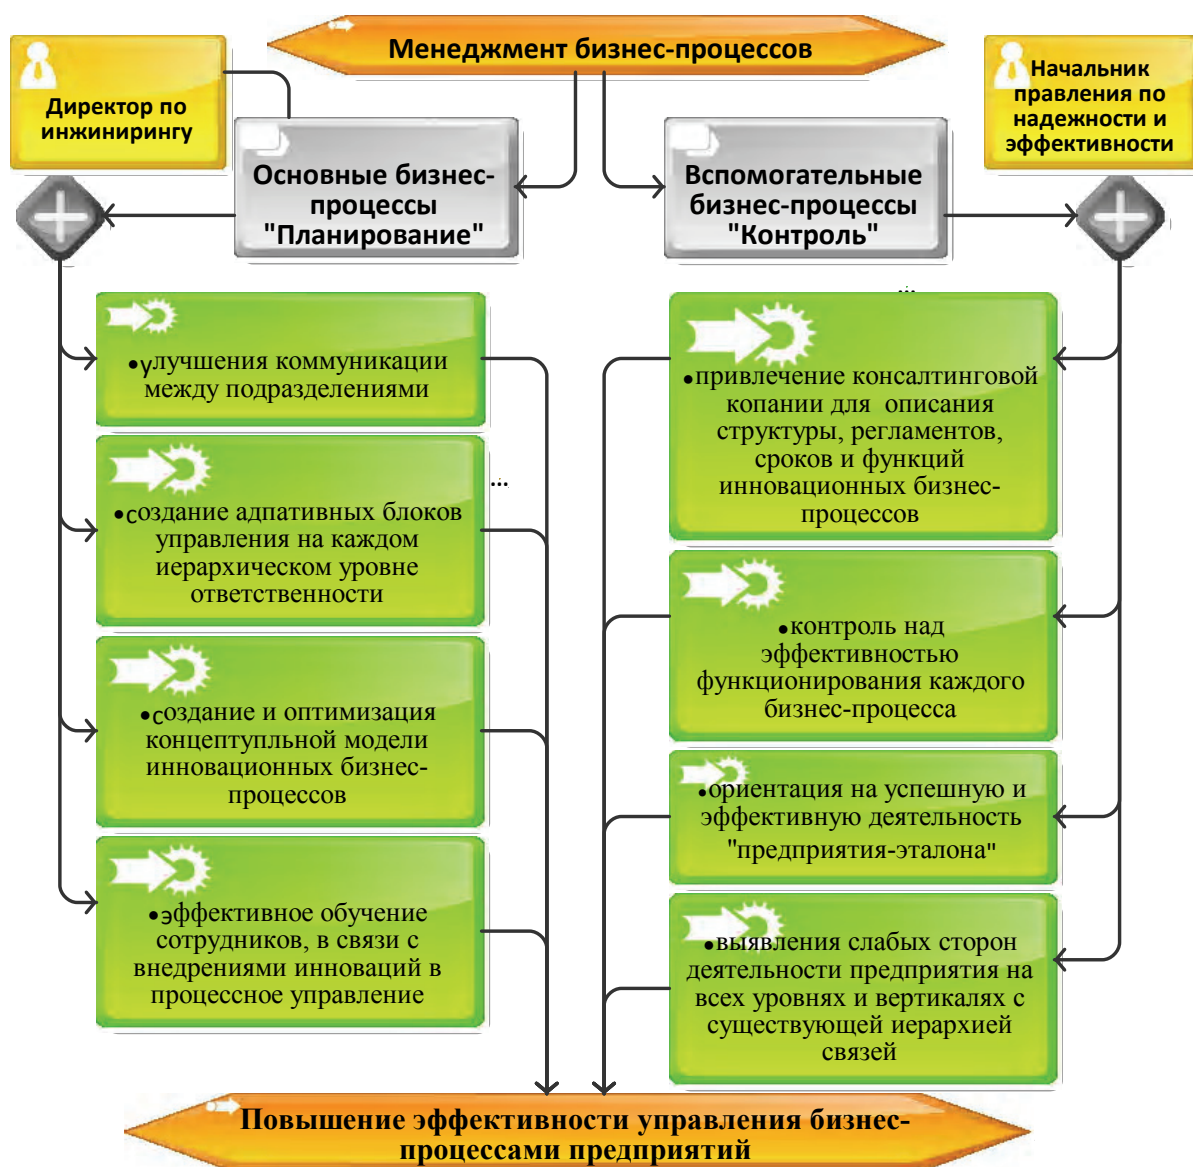 Менеджмент бизнес-процессов
Директор по
инжинирингу
Начальник
правления по
надежности и
эффективности
Основные бизнес-
процессы
"Планирование"
Вспомогательные
бизнес-процессы
"Контроль"
•улучшения коммуникации
между подразделениями
...
•создание адпативных блоков
управления на каждом
иерархическом уровне
ответственности
•создание и оптимизация
концептупльной модели
инновационных бизнес-
процессов
•эффективное обучение
сотрудников, в связи с
внедрениями инноваций в
процессное управление
...
•привлечение консалтинговой
копании для описания
структуры, регламентов,
сроков и функций
инновационных бизнес-
процессов
•контроль над
эффективностью
функционирования каждого
бизнес-процесса
•ориентация на успешную и
эффективную деятельность
"предприятия-эталона"
•выявления слабых сторон
деятельности предприятия на
всех уровнях и вертикалях с
существующей иерархией
связей
Повышение эффективности управления бизнес-
процессами предприятий